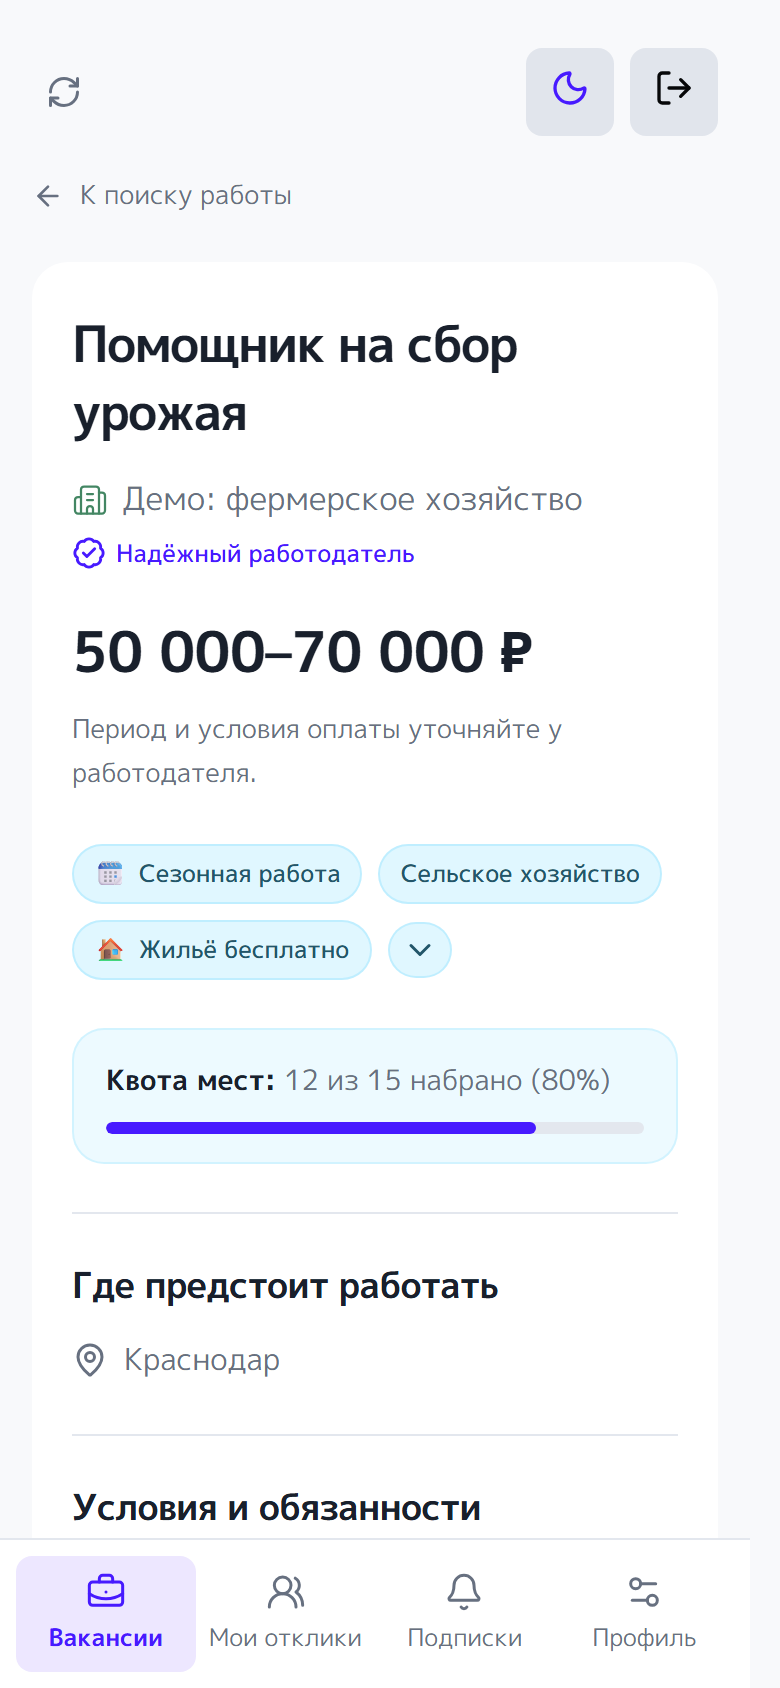 К поиску работы
Помощник на сбор
урожая
Демо: фермерское хозяйство
Надёжный работодатель
50 000–70 000 ₽
Период и условия оплаты уточняйте у
работодателя.
Сезонная работа
Сельское хозяйство
Жильё бесплатно
Квота мест: 12 из 15 набрано (80%)
Где предстоит работать
Краснодар
Условия и обязанности
Вакансии
Мои отклики
Подписки
Профиль